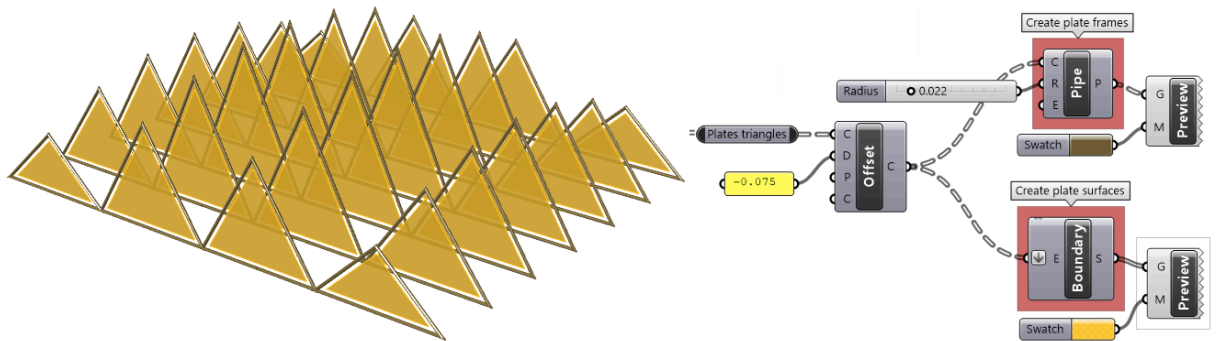 Create plate frames
C
R
E
Pipe
P
Radius
0.022
G
M
Preview
Swatch
= Plates triangles
-0.075
C
D
P
C
Offset
C
Create plate surfaces
E
Boundary
S
G
M
Preview
Swatch